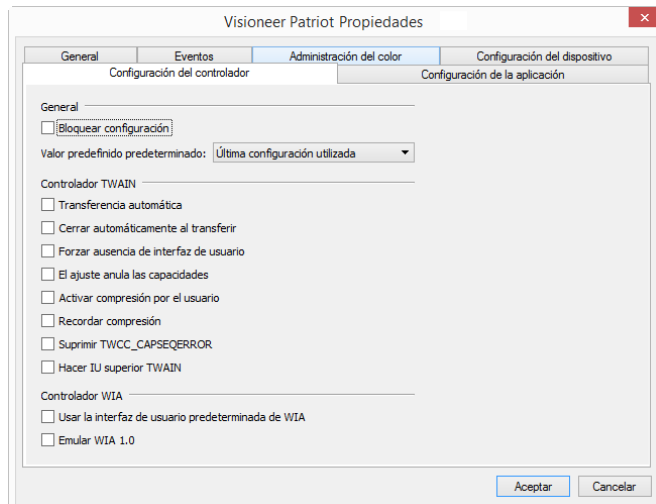 Visioneer Patriot Propiedades
General Eventos Administración del color Configuración del dispositivo
Configuración del controlador Configuración de la aplicación
General
Bloquear configuración
Valor predefinido predeterminado: Última configuración utilizada
Controlador TWAIN
Transferencia automática
Cerrar automáticamente al transferir
Forzar ausencia de interfaz de usuario
El ajuste anula las capacidades
Activar compresión por el usuario
Recordar compresión
Suprimir TWCC_CAPSEQERROR
Hacer IU superior TWAIN
Controlador WIA
Usar la interfaz de usuario predeterminada de WIA
Emular WIA 1.0
Aceptar Cancelar